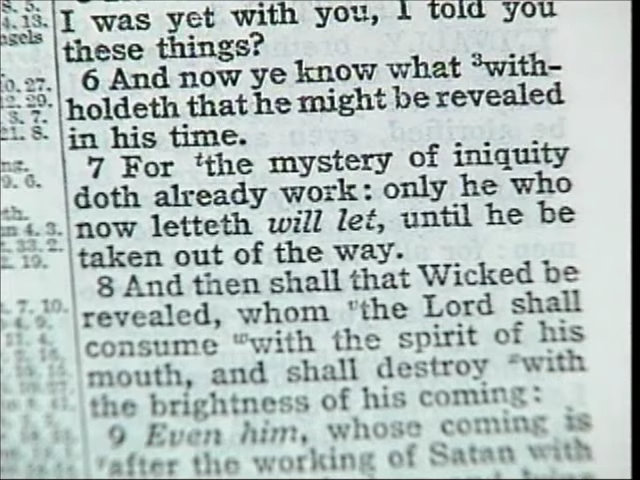 I was yet with you, I told you
these things?
6 And now ye know what ³with-
holdeth that he might be revealed
in his time.
7 For ᵗthe mystery of iniquity
doth already work: only he who
now letteth will let, until he be
taken out of the way.
8 And then shall that Wicked be
revealed, whom ᵛthe Lord shall
consume ʷwith the spirit of his
mouth, and shall destroy ˣwith
the brightness of his coming:
9 Even him, whose coming is
ʸafter the working of Satan with